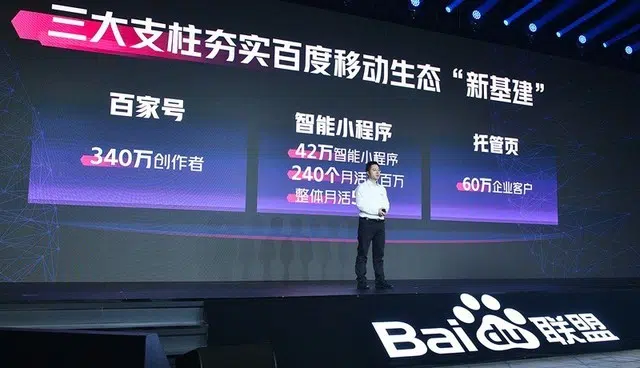 三大支柱夯实百度移动生态“新基建”
百家号
340万创作者
智能小程序
42万智能小程序
240个月活 百万
整体月活5
托管页
60万企业客户
Bai du 联盟